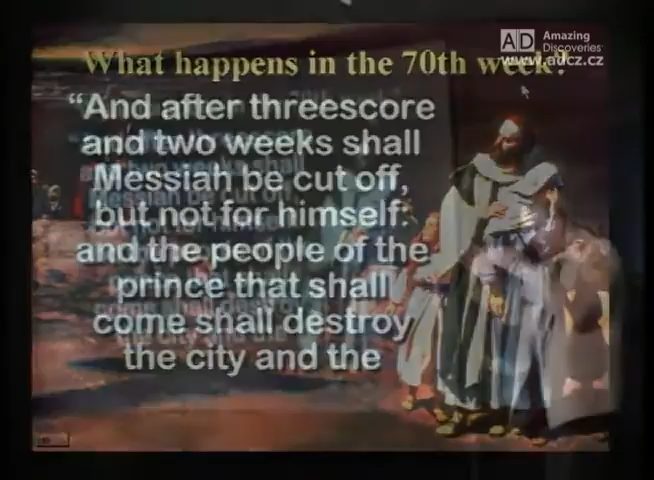 AD Amazing
Discoveries
www.adcz.cz
What happens in the 70th week?
“And after threescore
and two weeks shall
Messiah be cut off,
but not for himself:
and the people of the
prince that shall
come shall destroy
the city and the